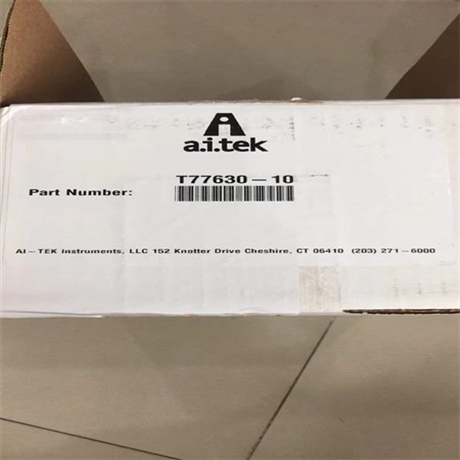 a.i.tek
T77630-10
Part Number:
AI-TEK Instruments, LLC 152 Knotter Drive Cheshire, CT 06410 (203) 271-6000